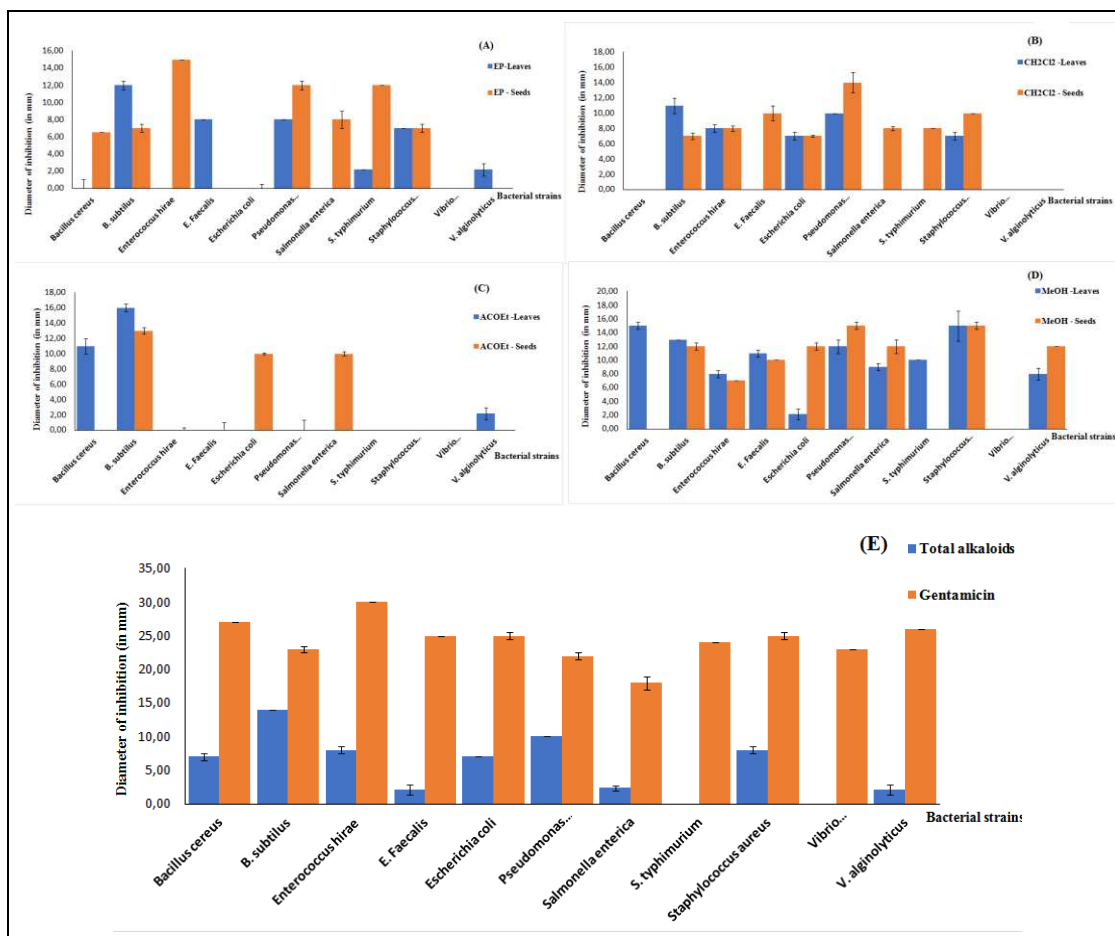 (A)
Diameter of inhibition (in mm)
16,00
14,00
12,00
10,00
8,00
6,00
4,00
2,00
0,00
EP-Leaves
EP - Seeds
Bacillus cereus
B. subtilus
Enterococcus hirae
E. Faecalis
Escherichia coli
Pseudomonas...
Salmonella enterica
S. typhimurium
Staphylococcus..
Vibrio...
V. alginolyticus
Bacterial strains
(B)
Diameter of inhibition (in mm)
18,00
16,00
14,00
12,00
10,00
8,00
6,00
4,00
2,00
0,00
CH2Cl2 -Leaves
CH2Cl2 - Seeds
Bacillus cereus
B. subtilus
Enterococcus hirae
E. Faecalis
Escherichia coli
Pseudomonas...
Salmonella enterica
S. typhimurium
Staphylococcus..
Vibrio...
V. alginolyticus
Bacterial strains
(C)
Diameter of inhibition (in mm)
18,00
16,00
14,00
12,00
10,00
8,00
6,00
4,00
2,00
0,00
ACOEt -Leaves
ACOEt - Seeds
Bacillus cereus
B. subtilus
Enterococcus hirae
E. Faecalis
Escherichia coli
Pseudomonas...
Salmonella enterica
S. typhimurium
Staphylococcus..
Vibrio...
V. alginolyticus
Bacterial strains
(D)
Diameter of inhibition (in mm)
20,00
18,00
16,00
14,00
12,00
10,00
8,00
6,00
4,00
2,00
0,00
MeOH -Leaves
MeOH - Seeds
Bacillus cereus
B. subtilus
Enterococcus hirae
E. Faecalis
Escherichia coli
Pseudomonas...
Salmonella enterica
S. typhimurium
Staphylococcus..
Vibrio...
V. alginolyticus
Bacterial strains
(E)
Diameter of inhibition (in mm)
35,00
30,00
25,00
20,00
15,00
10,00
5,00
0,00
Total alkaloids
Gentamicin
Bacillus cereus
B. subtilus
Enterococcus hirae
E. Faecalis
Escherichia coli
Pseudomonas...
Salmonella enterica
S. typhimurium
Staphylococcus aureus
Vibrio...
V. alginolyticus
Bacterial strains